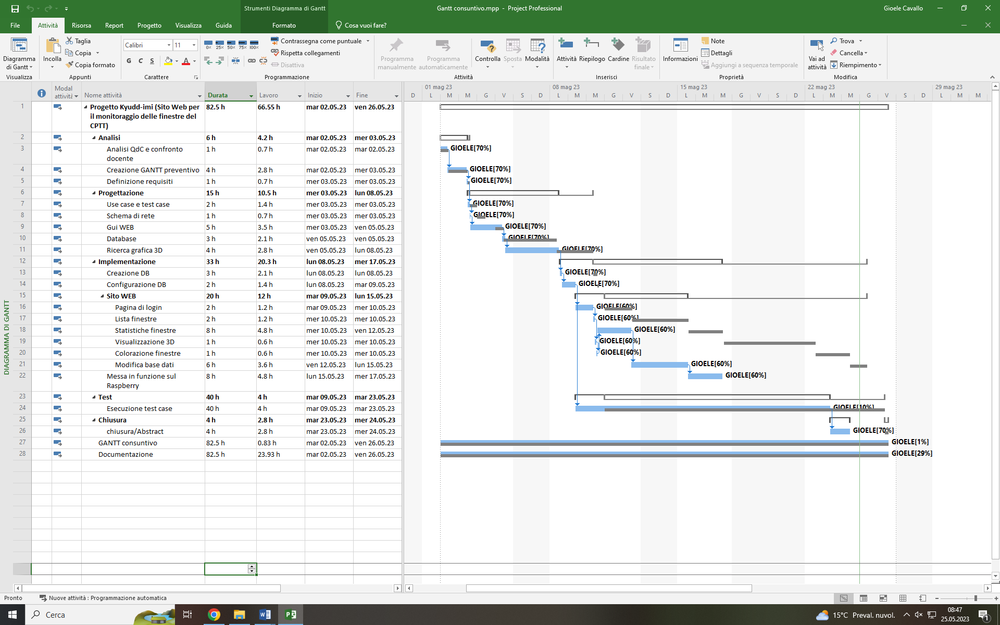 Strumenti Diagramma di Gantt
Gantt consuntivo.mpp - Project Professional
Gioele Cavallo
File Attività Risorsa Report Progetto Visualizza Guida Formato Cosa vuoi fare?
Diagramma di Gantt
Visualizza
Incolla
Taglia
Copia
Copia formato
Appunti
Calibri 11
G C S
Carattere
0% 25% 50% 75% 100%
Contrassegna come puntuale
Rispetta collegamenti
Disattiva
Programmazione
Programma manualmente
Programma automaticamente
Controlla Sposta Modalità
Attività
Attività Riepilogo Cardine Risultato finale
Inserisci
Informazioni
Note
Dettagli
Aggiungi a sequenza temporale
Proprietà
Vai ad attività
Trova
Cancella
Riempimento
Modifica
DIAGRAMMA DI GANTT
Modal attività Nome attività Durata Lavoro Inizio Fine
01 mag 23 08 mag 23 15 mag 23 22 mag 23 29 mag 23
D L M M G V S D L M M G V S D L M M G V S D L M M G V S D L M M
1 Progetto Kyudd-imi (Sito Web per il monitoraggio delle finestre del CPTT) 82.5 h 66.55 h mar 02.05.23 ven 26.05.23
2 Analisi 6 h 4.2 h mar 02.05.23 mer 03.05.23
3 Analisi QdC e confronto docente 1 h 0.7 h mar 02.05.23 mar 02.05.23 GIOELE[70%]
4 Creazione GANTT preventivo 4 h 2.8 h mar 02.05.23 mer 03.05.23 GIOELE[70%]
5 Definizione requisiti 1 h 0.7 h mer 03.05.23 mer 03.05.23 GIOELE[70%]
6 Progettazione 15 h 10.5 h mer 03.05.23 lun 08.05.23
7 Use case e test case 2 h 1.4 h mer 03.05.23 mer 03.05.23 GIOELE[70%]
8 Schema di rete 1 h 0.7 h mer 03.05.23 mer 03.05.23 GIOELE[70%]
9 Gui WEB 5 h 3.5 h mer 03.05.23 ven 05.05.23 GIOELE[70%]
10 Database 3 h 2.1 h ven 05.05.23 ven 05.05.23 GIOELE[70%]
11 Ricerca grafica 3D 4 h 2.8 h ven 05.05.23 lun 08.05.23 GIOELE[70%]
12 Implementazione 33 h 20.3 h lun 08.05.23 mer 17.05.23
13 Creazione DB 3 h 2.1 h lun 08.05.23 lun 08.05.23 GIOELE[70%]
14 Configurazione DB 2 h 1.4 h lun 08.05.23 mar 09.05.23 GIOELE[70%]
15 Sito WEB 20 h 12 h mar 09.05.23 lun 15.05.23
16 Pagina di login 2 h 1.2 h mar 09.05.23 mer 10.05.23 GIOELE[60%]
17 Lista finestre 2 h 1.2 h mer 10.05.23 mer 10.05.23 GIOELE[60%]
18 Statistiche finestre 8 h 4.8 h mer 10.05.23 ven 12.05.23 GIOELE[60%]
19 Visualizzazione 3D 1 h 0.6 h mer 10.05.23 mer 10.05.23 GIOELE[60%]
20 Colorazione finestre 1 h 0.6 h mer 10.05.23 mer 10.05.23 GIOELE[60%]
21 Modifica base dati 6 h 3.6 h ven 12.05.23 lun 15.05.23 GIOELE[60%]
22 Messa in funzione sul Raspberry 8 h 4.8 h lun 15.05.23 mer 17.05.23 GIOELE[60%]
23 Test 40 h 4 h mar 09.05.23 mar 23.05.23
24 Esecuzione test case 40 h 4 h mar 09.05.23 mar 23.05.23 GIOELE[10%]
25 Chiusura 4 h 2.8 h mar 23.05.23 mer 24.05.23
26 chiusura/Abstract 4 h 2.8 h mar 23.05.23 mer 24.05.23 GIOELE[70%]
27 GANTT consuntivo 82.5 h 0.83 h mar 02.05.23 ven 26.05.23 GIOELE[1%]
28 Documentazione 82.5 h 23.93 h mar 02.05.23 ven 26.05.23 GIOELE[29%]
Pronto Nuove attività : Programmazione automatica
Cerca
15°C Preval. nuvol.
08:47
25.05.2023
1